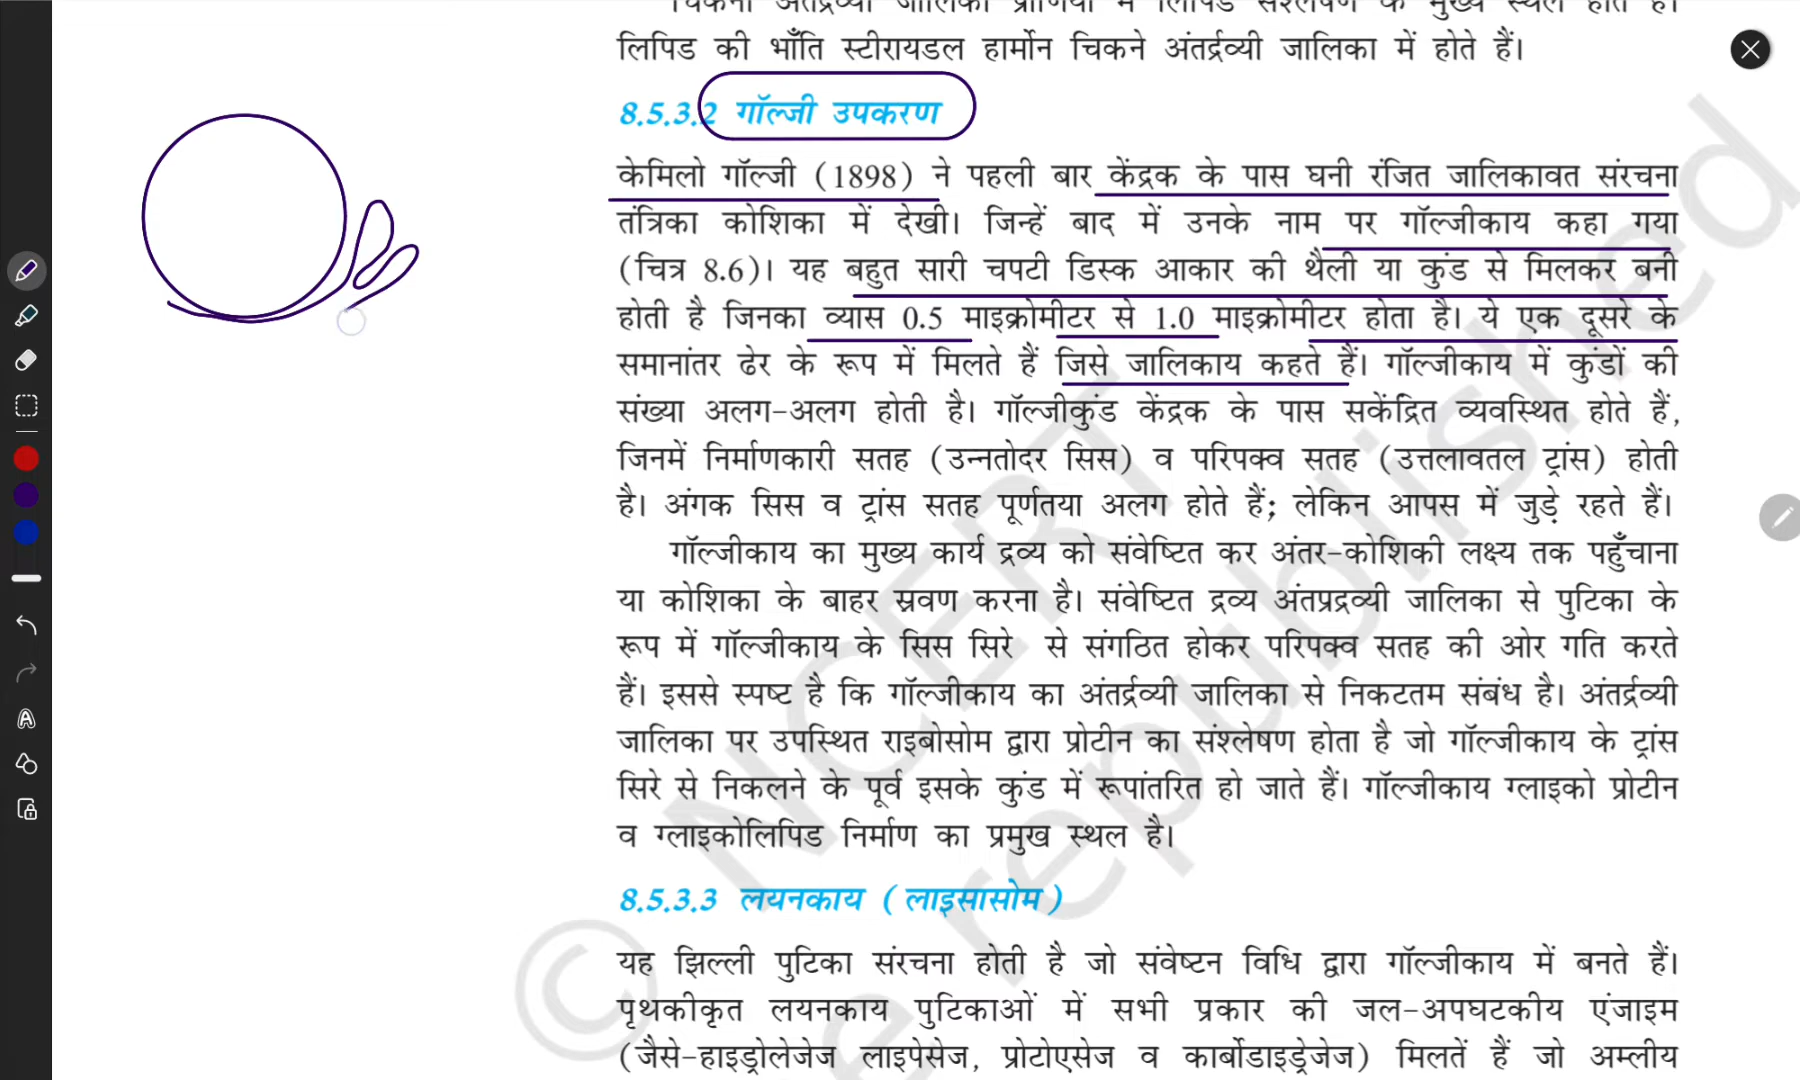 लिपिड की भाँति स्टीरायडल हार्मोन चिकने अंतर्द्रव्यी जालिका में होते हैं।
8.5.3.2 गॉल्जी उपकरण
केमिलो गॉल्जी (1898) ने पहली बार केंद्रक के पास घनी रंजित जालिकावत संरचना
तंत्रिका कोशिका में देखी। जिन्हें बाद में उनके नाम पर गॉल्जीकाय कहा गया
(चित्र 8.6)। यह बहुत सारी चपटी डिस्क आकार की थैली या कुंड से मिलकर बनी
होती है जिनका व्यास 0.5 माइक्रोमीटर से 1.0 माइक्रोमीटर होता है। ये एक दूसरे के
समानांतर ढेर के रूप में मिलते हैं जिसे जालिकाय कहते हैं। गॉल्जीकाय में कुंडों की
संख्या अलग-अलग होती है। गॉल्जीकुंड केंद्रक के पास सकेंद्रित व्यवस्थित होते हैं,
जिनमें निर्माणकारी सतह (उन्नतोदर सिस) व परिपक्व सतह (उत्तलावतल ट्रांस) होती
है। अंगक सिस व ट्रांस सतह पूर्णतया अलग होते हैं; लेकिन आपस में जुड़े रहते हैं।
गॉल्जीकाय का मुख्य कार्य द्रव्य को संवेष्टित कर अंतर-कोशिकी लक्ष्य तक पहुँचाना
या कोशिका के बाहर स्रवण करना है। संवेष्टित द्रव्य अंतप्रद्रव्यी जालिका से पुटिका के
रूप में गॉल्जीकाय के सिस सिरे से संगठित होकर परिपक्व सतह की ओर गति करते
हैं। इससे स्पष्ट है कि गॉल्जीकाय का अंतर्द्रव्यी जालिका से निकटतम संबंध है। अंतर्द्रव्यी
जालिका पर उपस्थित राइबोसोम द्वारा प्रोटीन का संश्लेषण होता है जो गॉल्जीकाय के ट्रांस
सिरे से निकलने के पूर्व इसके कुंड में रूपांतरित हो जाते हैं। गॉल्जीकाय ग्लाइको प्रोटीन
व ग्लाइकोलिपिड निर्माण का प्रमुख स्थल है।
8.5.3.3 लयनकाय (लाइसासोम)
यह झिल्ली पुटिका संरचना होती है जो संवेष्टन विधि द्वारा गॉल्जीकाय में बनते हैं।
पृथकीकृत लयनकाय पुटिकाओं में सभी प्रकार की जल-अपघटकीय एंजाइम
(जैसे-हाइड्रोलेजेज लाइपेसेज, प्रोटोएसेज व कार्बोडाइड्रेजेज) मिलतें हैं जो अम्लीय
© NCERT
be republished